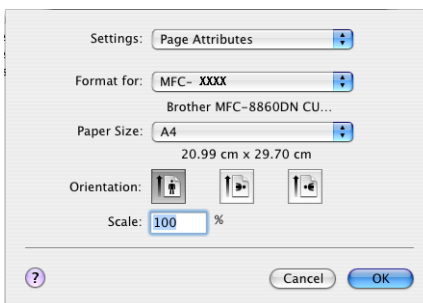 Settings: Page Attributes
Format for: MFC- XXXX
Brother MFC-8860DN CU...
Paper Size: A4
20.99 cm x 29.70 cm
Orientation:
Scale: 100 %
? Cancel OK